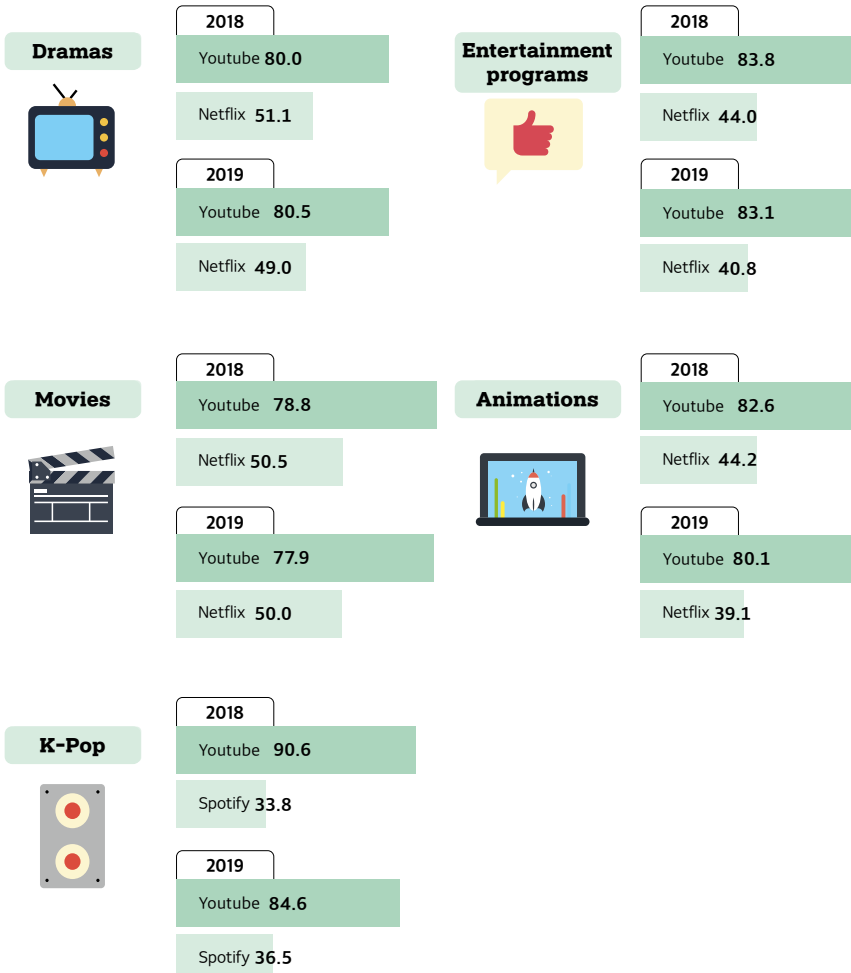 Dramas
2018
Youtube 80.0
Netflix 51.1
2019
Youtube 80.5
Netflix 49.0
Entertainment
programs
2018
Youtube 83.8
Netflix 44.0
2019
Youtube 83.1
Netflix 40.8
Movies
2018
Youtube 78.8
Netflix 50.5
2019
Youtube 77.9
Netflix 50.0
Animations
2018
Youtube 82.6
Netflix 44.2
2019
Youtube 80.1
Netflix 39.1
K-Pop
2018
Youtube 90.6
Spotify 33.8
2019
Youtube 84.6
Spotify 36.5